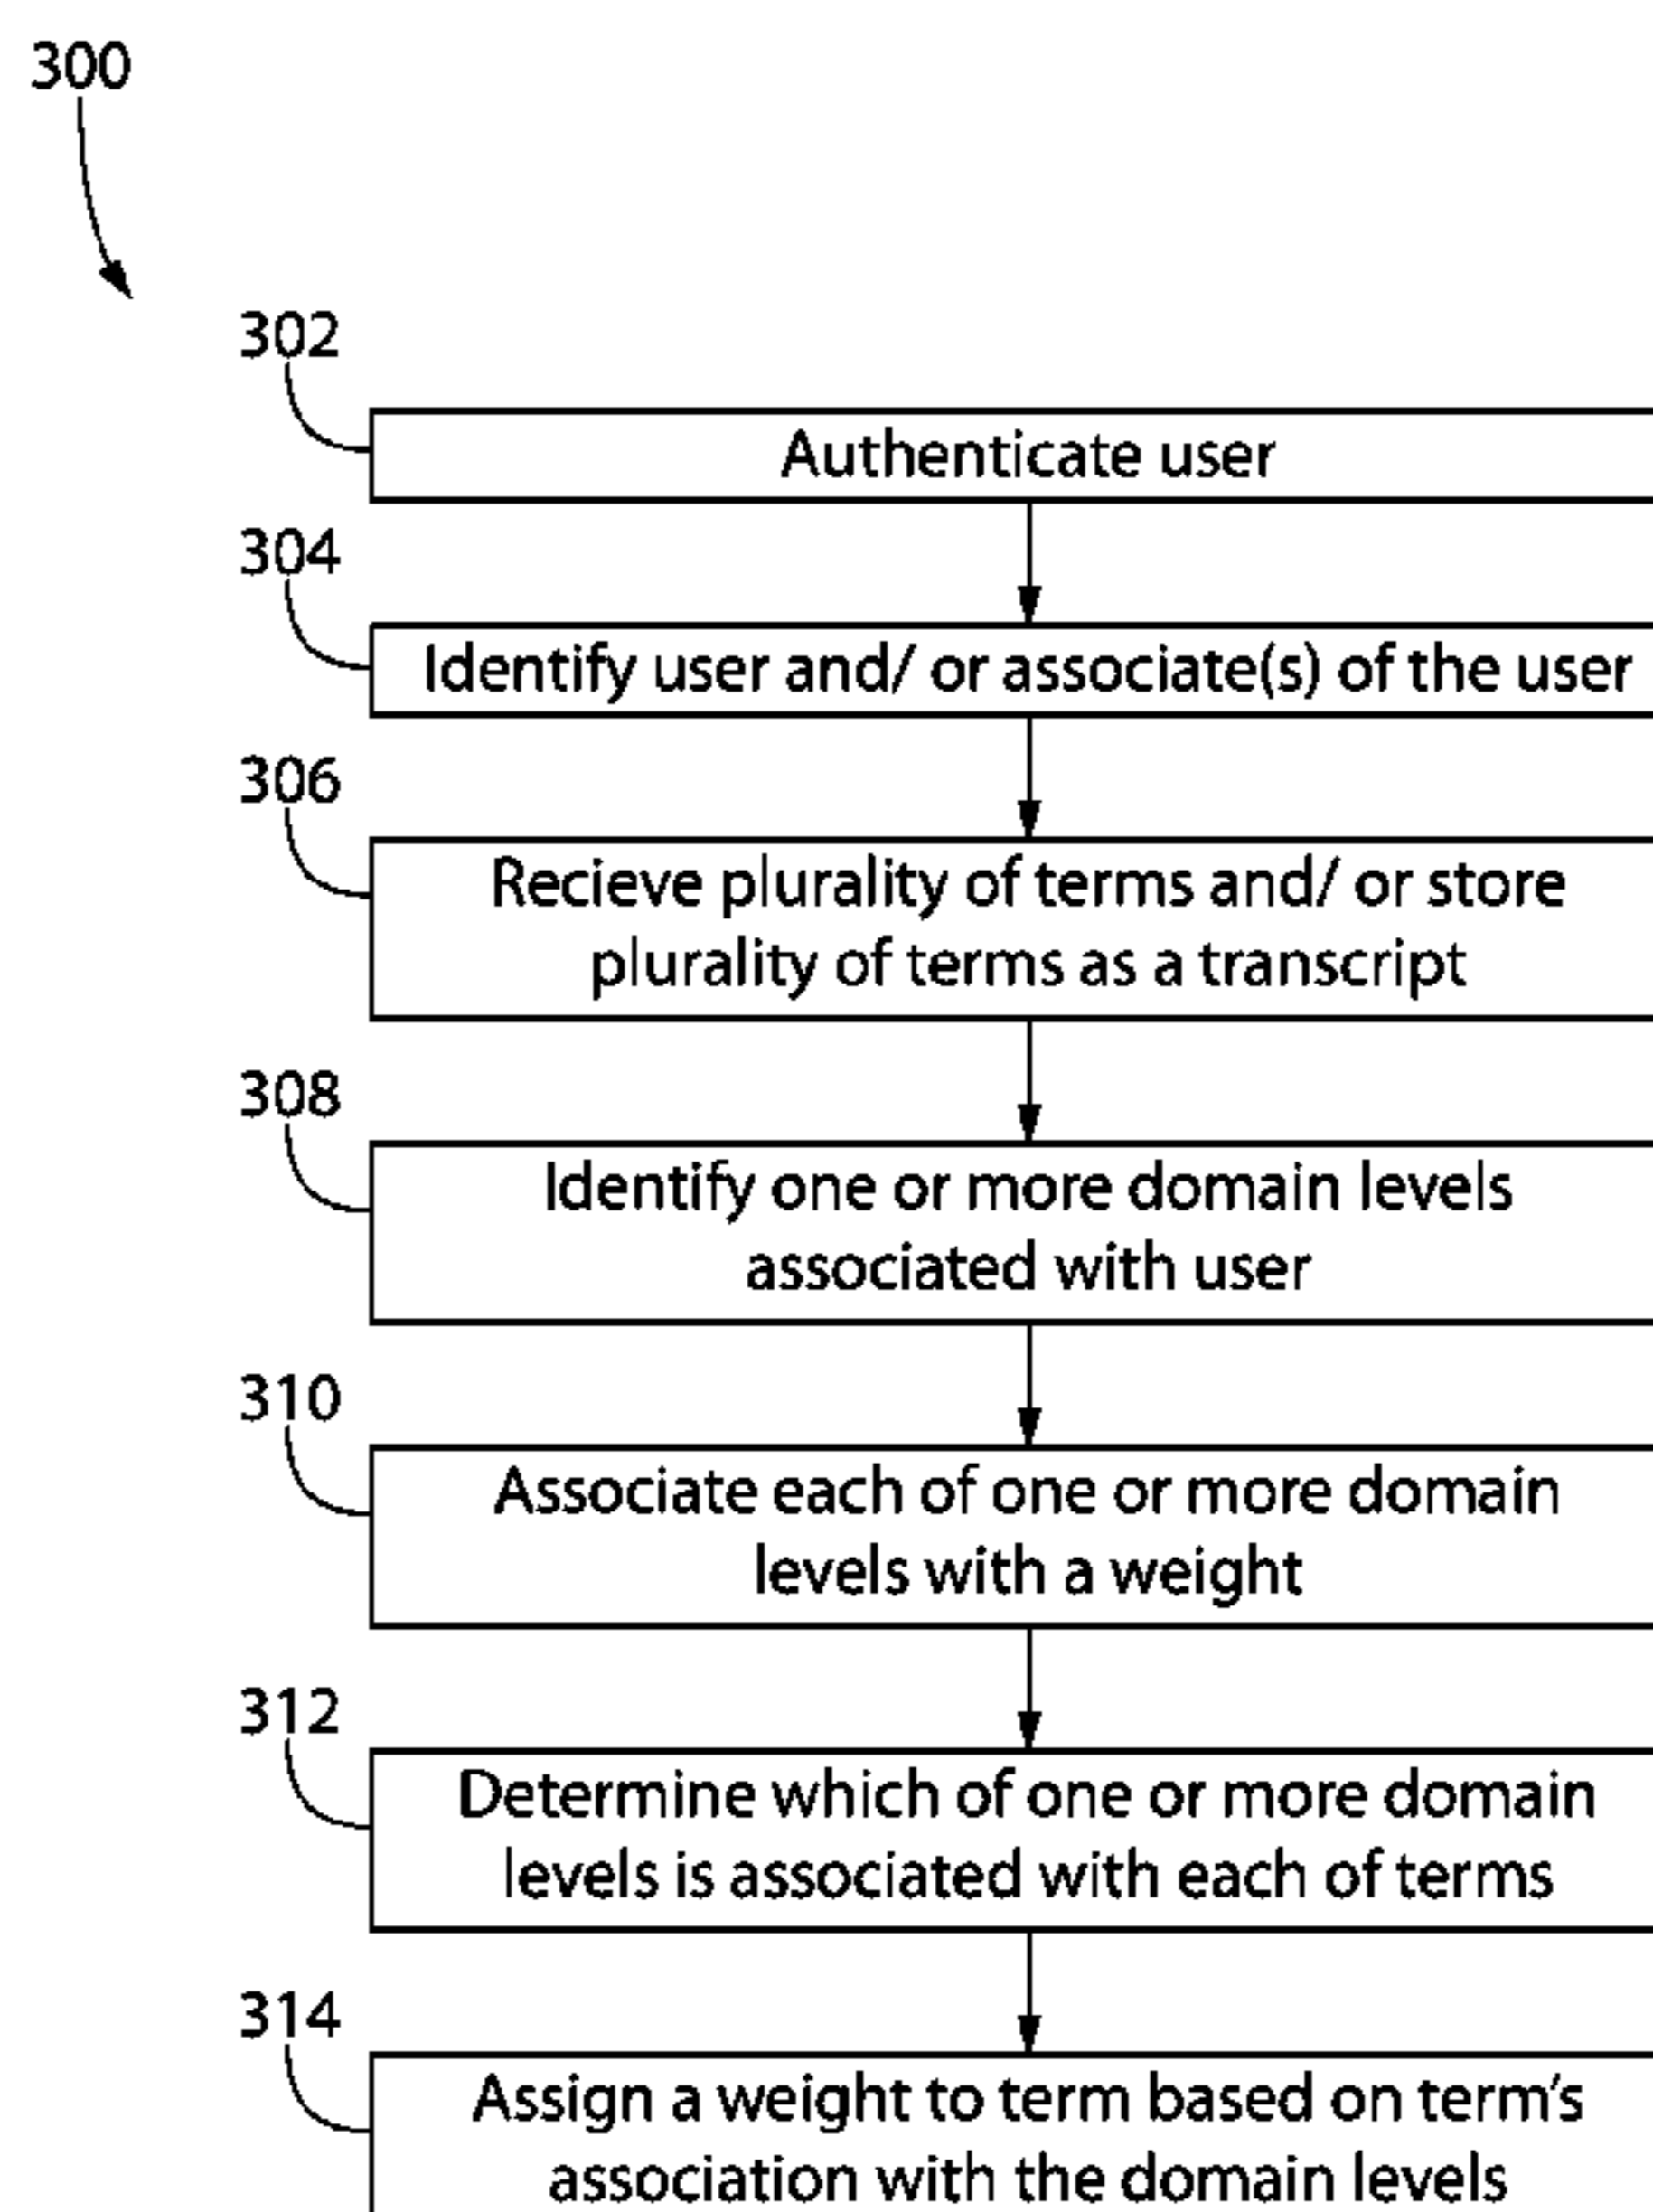 300
302
Authenticate user
304
Identify user and/ or associate(s) of the user
306
Recieve plurality of terms and/ or store
plurality of terms as a transcript
308
Identify one or more domain levels
associated with user
310
Associate each of one or more domain
levels with a weight
312
Determine which of one or more domain
levels is associated with each of terms
314
Assign a weight to term based on term's
association with the domain levels